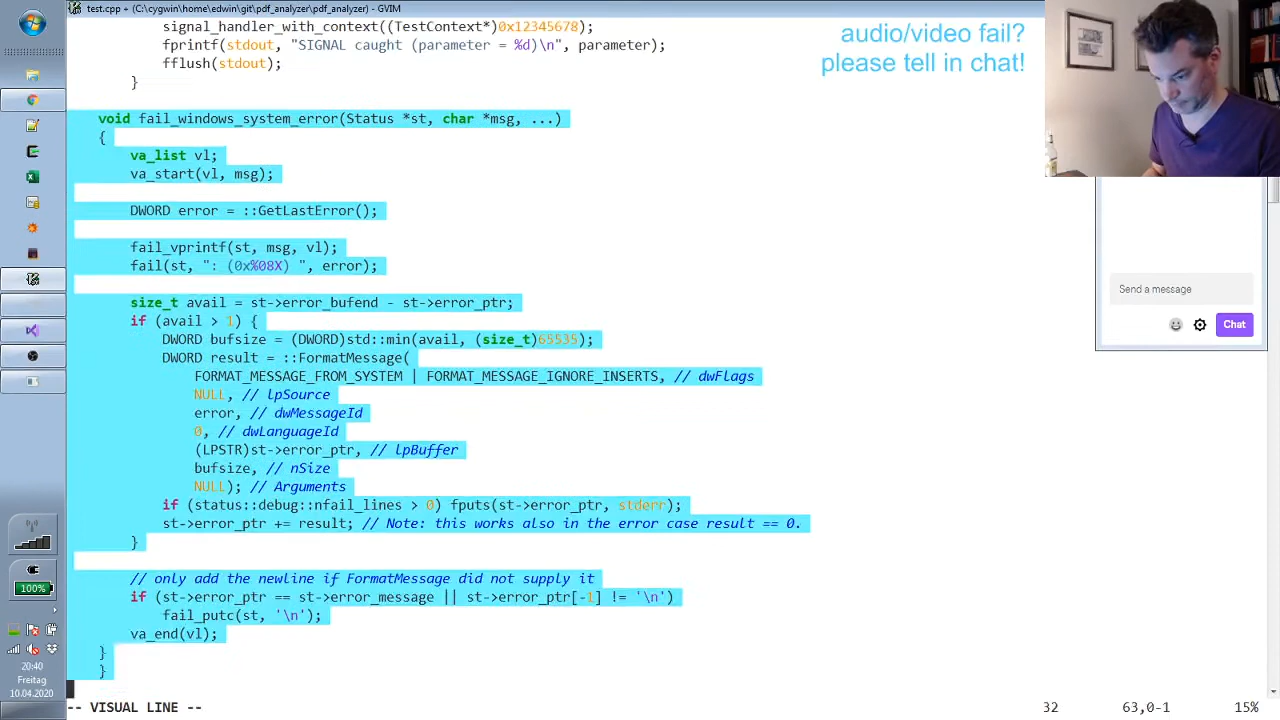 test.cpp + (C:\cygwin\home\edwin\git\pdf_analyzer\pdf_analyzer) - GVIM
signal_handler_with_context((TestContext*)0x12345678);
fprintf(stdout, "SIGNAL caught (parameter = %d)\n", parameter);
fflush(stdout);
}
audio/video fail?
please tell in chat!
void fail_windows_system_error(Status *st, char *msg, ...)
{
va_list vl;
va_start(vl, msg);
DWORD error = ::GetLastError();
fail_vprintf(st, msg, vl);
fail(st, ": (0x%08X) ", error);
size_t avail = st->error_bufend - st->error_ptr;
if (avail > 1) {
DWORD bufsize = (DWORD)std::min(avail, (size_t)65535);
DWORD result = ::FormatMessage(
FORMAT_MESSAGE_FROM_SYSTEM | FORMAT_MESSAGE_IGNORE_INSERTS, // dwFlags
NULL, // lpSource
error, // dwMessageId
0, // dwLanguageId
(LPSTR)st->error_ptr, // lpBuffer
bufsize, // nSize
NULL); // Arguments
if (status::debug::nfail_lines > 0) fputs(st->error_ptr, stderr);
st->error_ptr += result; // Note: this works also in the error case result == 0.
}
// only add the newline if FormatMessage did not supply it
if (st->error_ptr == st->error_message || st->error_ptr[-1] != '\n')
fail_putc(st, '\n');
va_end(vl);
}
}
-- VISUAL LINE --
32
63,0-1
15%
Send a message
Chat
100%
20:40
Freitag
10.04.2020